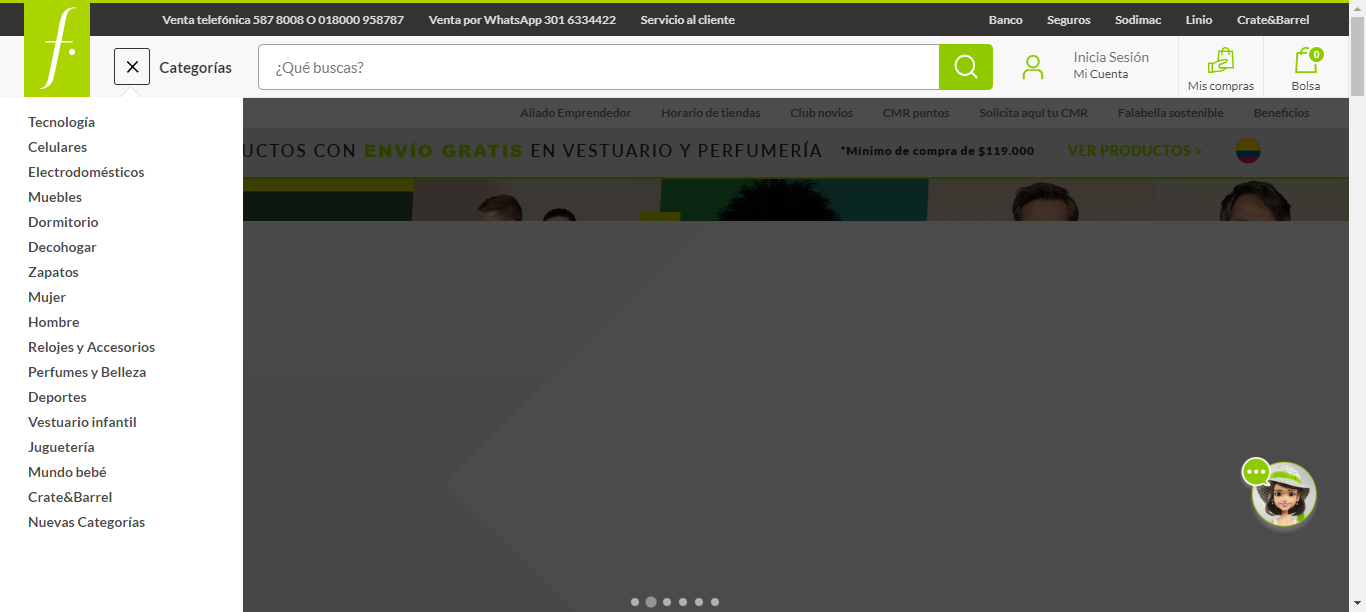 Venta telefónica 587 8008 O 018000 958787 Venta por WhatsApp 301 6334422 Servicio al cliente Banco Seguros Sodimac Linio Crate&Barrel
f.
Categorías
¿Qué buscas?
Inicia Sesión
Mi Cuenta
Mis compras
0
Bolsa
Aliado Emprendedor Horario de tiendas Club novios CMR puntos Solicita aquí tu CMR Falabella sostenible Beneficios
UCTOS CON ENVÍO GRATIS EN VESTUARIO Y PERFUMERÍA *Mínimo de compra de $119.000 VER PRODUCTOS >
Tecnología
Celulares
Electrodomésticos
Muebles
Dormitorio
Decohogar
Zapatos
Mujer
Hombre
Relojes y Accesorios
Perfumes y Belleza
Deportes
Vestuario infantil
Juguetería
Mundo bebé
Crate&Barrel
Nuevas Categorías